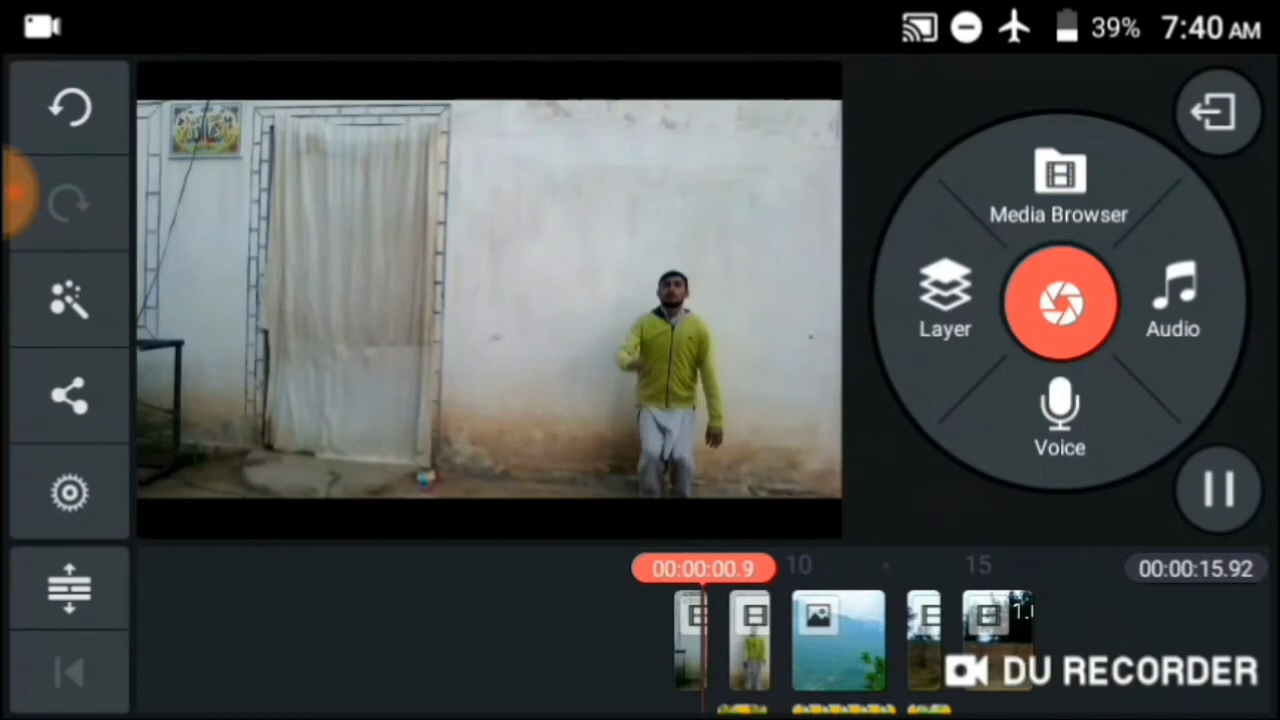 39% 7:40 AM
Media Browser
Layer
Audio
Voice
00:00:00.9
10
15
00:00:15.92
DU RECORDER